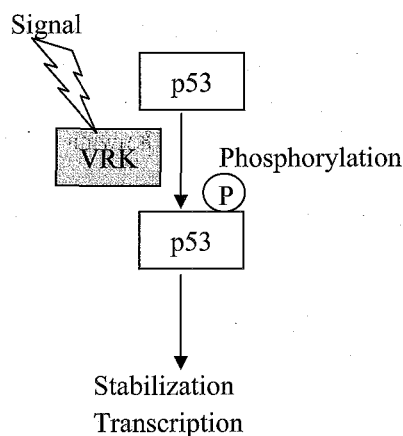 Signal
p53
VRK
Phosphorylation
P
p53
Stabilization
Transcription